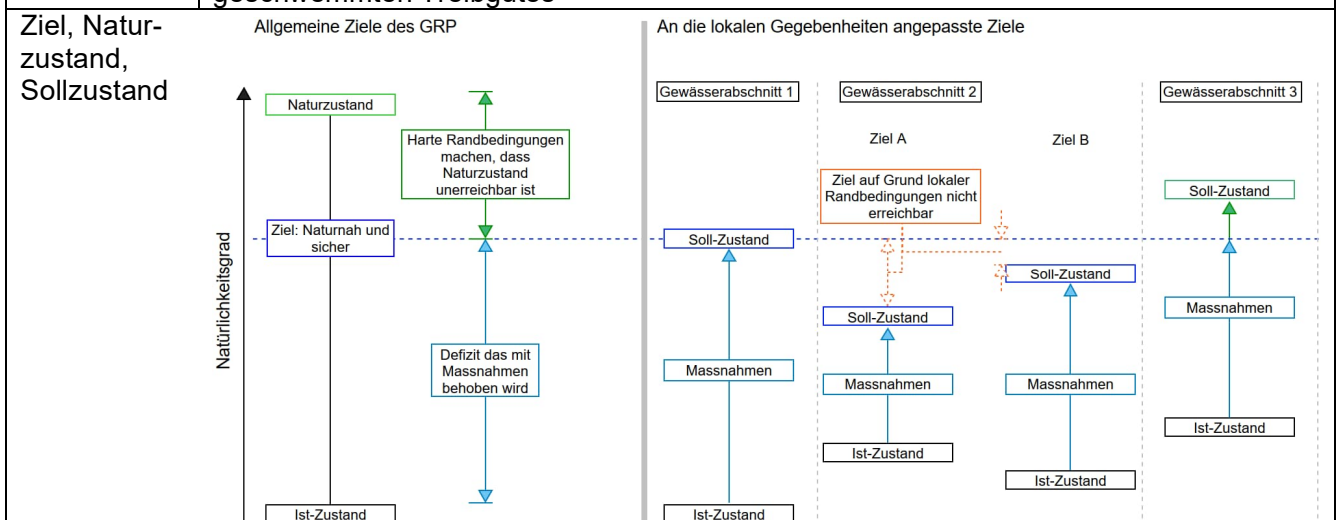 geschwemmten Treibgutes
Ziel, Natur-
zustand,
Sollzustand
Allgemeine Ziele des GRP
Natürlichkeitsgrad
Naturzustand
Ziel: Naturnah und
sicher
Ist-Zustand
Harte Randbedingungen
machen, dass
Naturzustand
unerreichbar ist
Defizit das mit
Massnahmen
behoben wird
An die lokalen Gegebenheiten angepasste Ziele
Gewässerabschnitt 1
Soll-Zustand
Massnahmen
Ist-Zustand
Gewässerabschnitt 2
Ziel A
Ziel auf Grund lokaler
Randbedingungen nicht
erreichbar
Soll-Zustand
Massnahmen
Ist-Zustand
Ziel B
Soll-Zustand
Massnahmen
Ist-Zustand
Gewässerabschnitt 3
Soll-Zustand
Massnahmen
Ist-Zustand